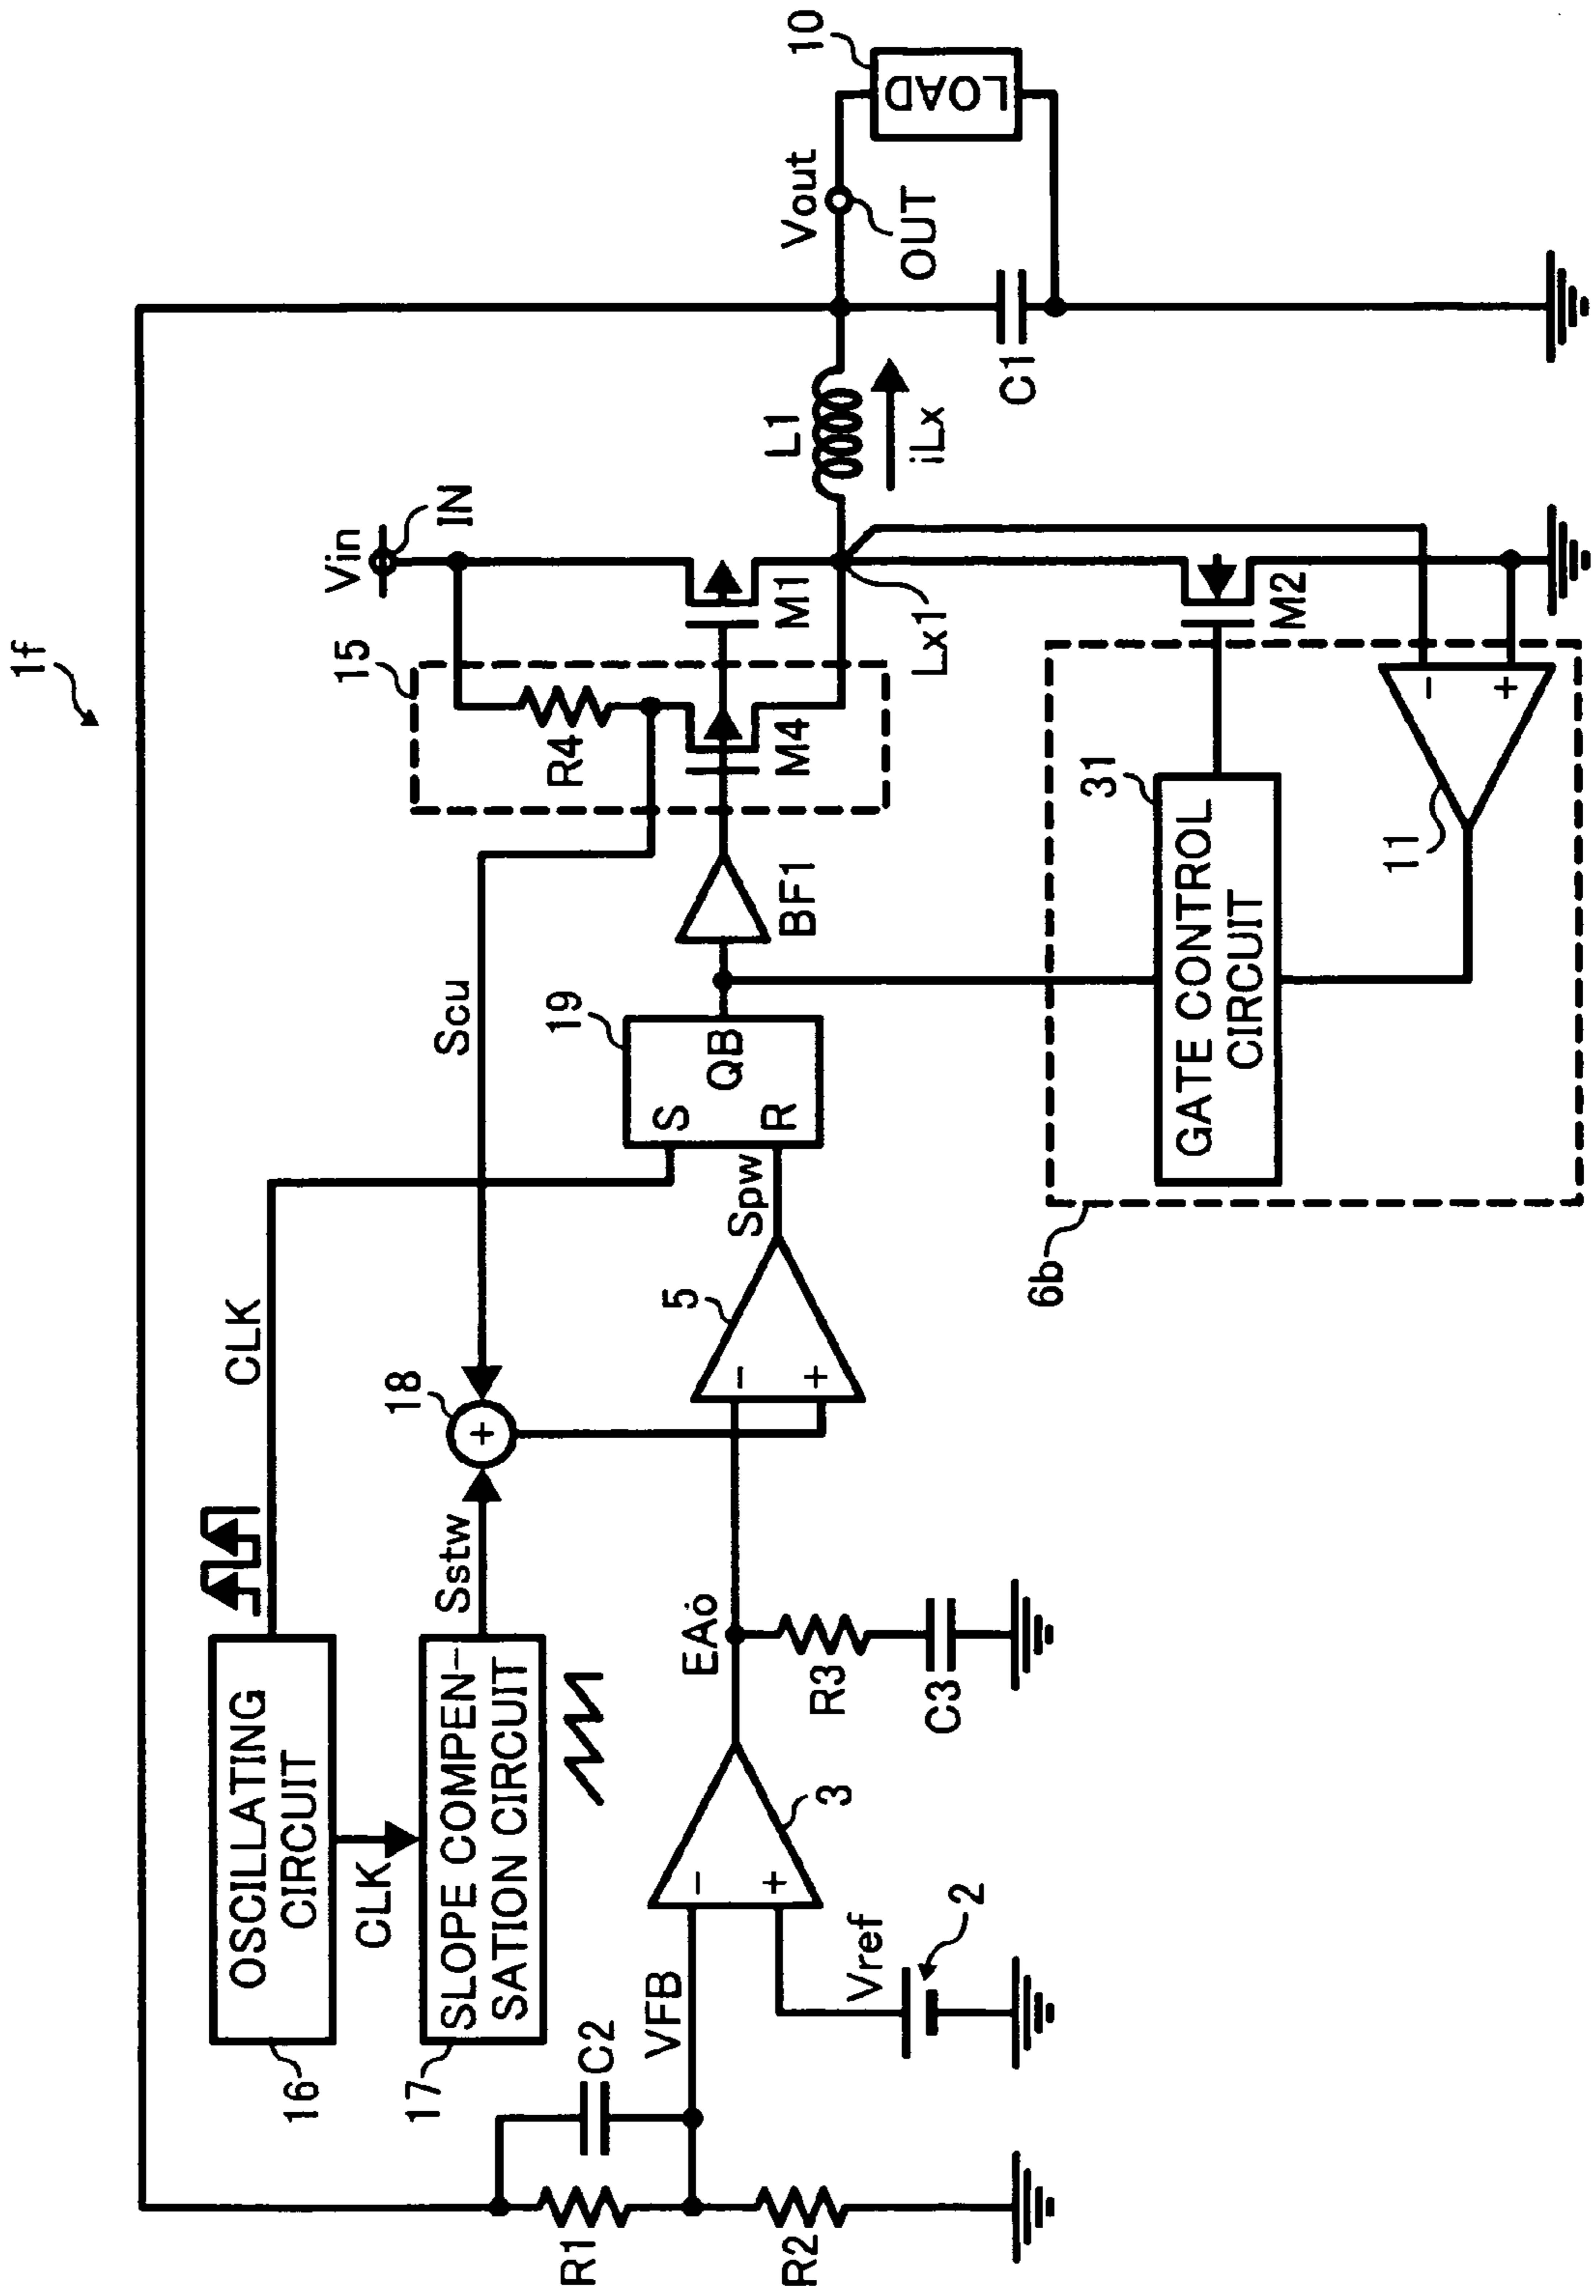 1f
OSCILLATING
CIRCUIT
16
CLK
CLK
SLOPE COMPEN-
SATION CIRCUIT
17
Sstw
18
+
Scu
15
Vin
IN
R4
M4
M1
19
S
QB
R
BF1
Lx1
L1
iLx
Vout
OUT
10
LOAD
C1
R1
R2
C2
VFB
-
+
3
Vref
2
EAo
R3
C3
5
-
+
Spw
6b
31
GATE CONTROL
CIRCUIT
M2
11
-
+